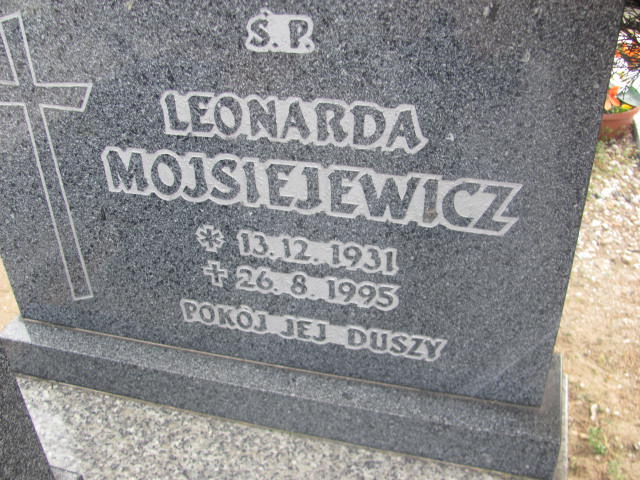 Ś.P.
LEONARDA
MOJSIEJEWICZ
* 13.12.1931
✝ 26.8.1995
POKÓJ JEJ DUSZY